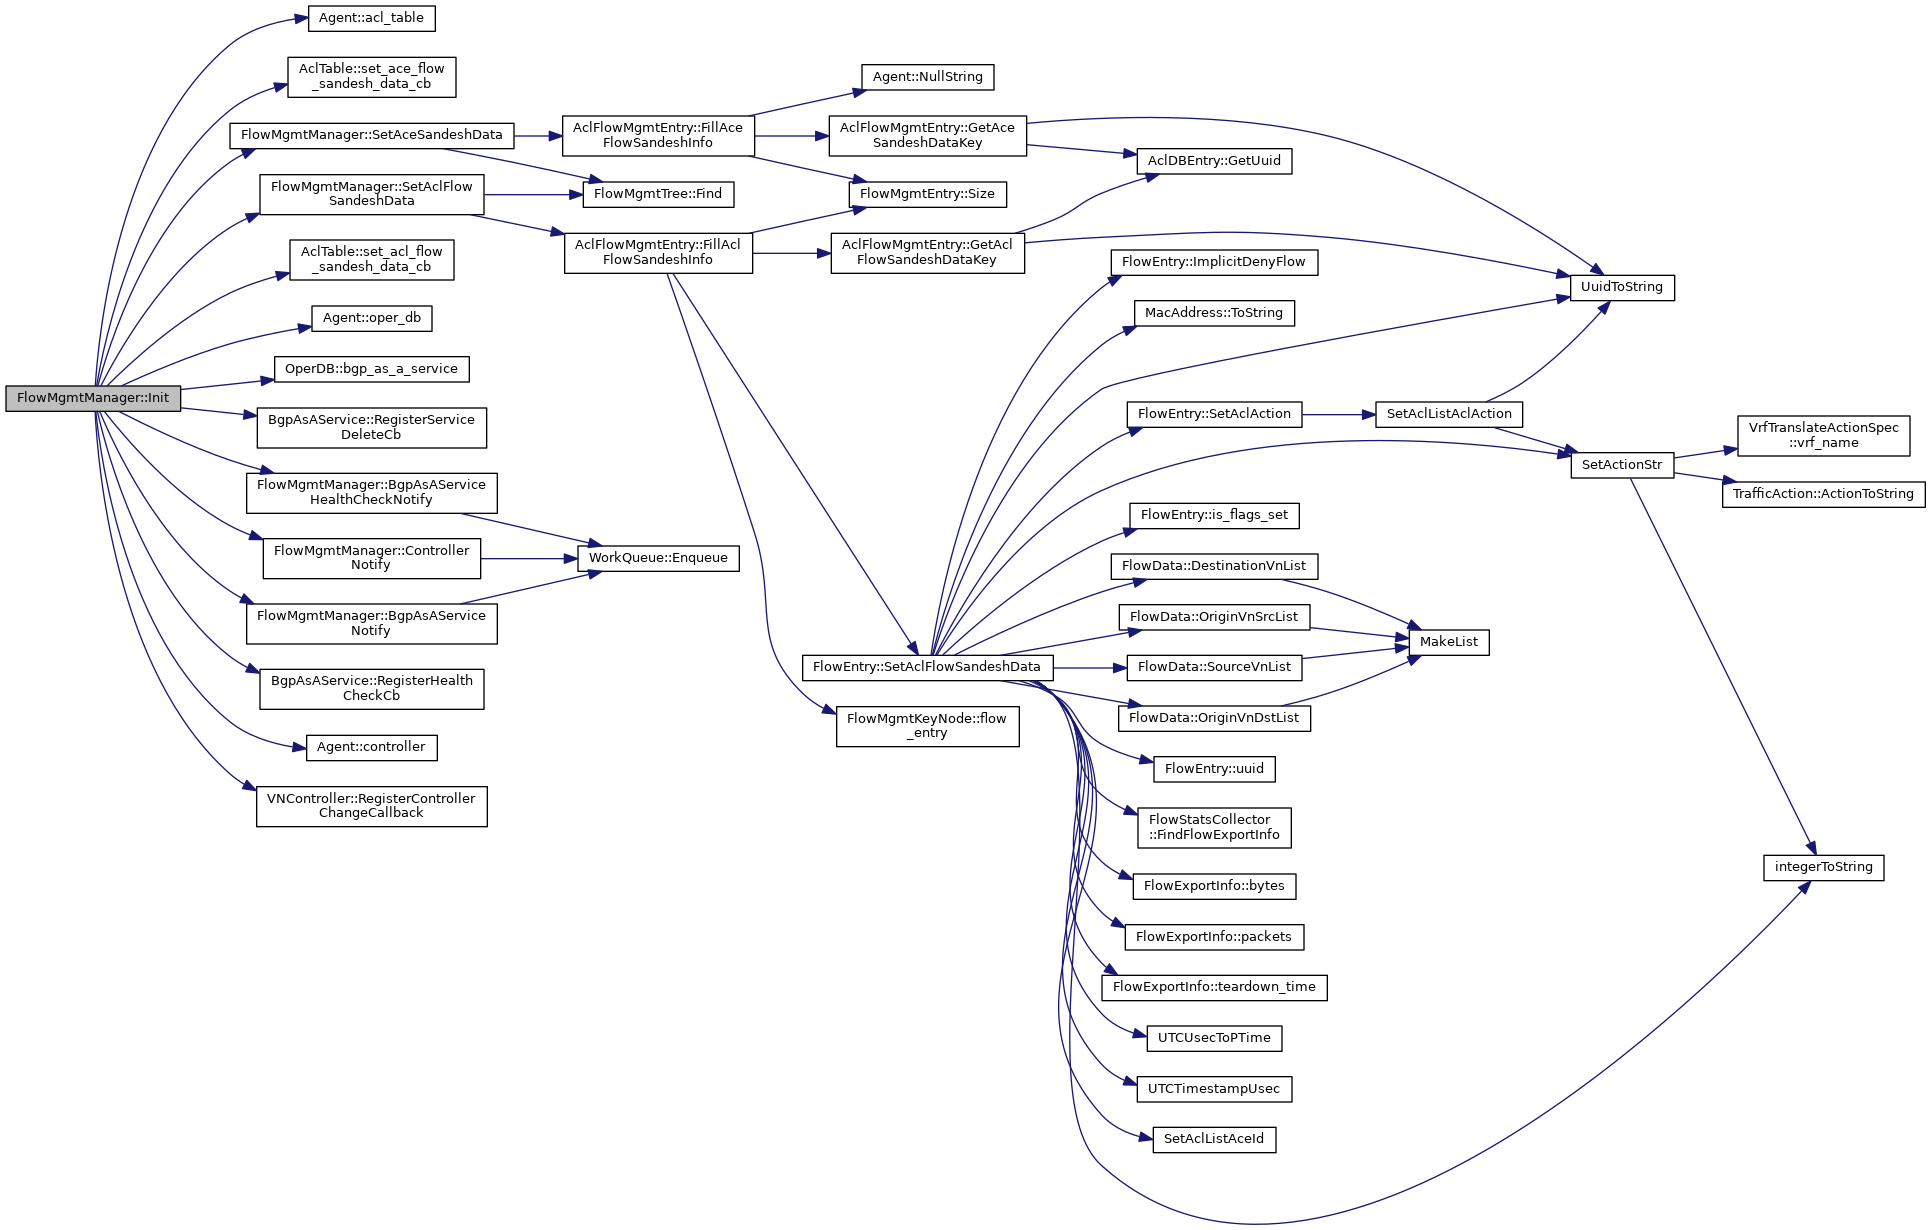 FlowMgmtManager::Init
Agent::acl_table
AclTable::set_ace_flow
_sandesh_data_cb
FlowMgmtManager::SetAceSandeshData
FlowMgmtManager::SetAclFlow
SandeshData
AclTable::set_acl_flow
_sandesh_data_cb
Agent::oper_db
OperDB::bgp_as_a_service
BgpAsAService::RegisterService
DeleteCb
FlowMgmtManager::BgpAsAService
HealthCheckNotify
FlowMgmtManager::Controller
Notify
FlowMgmtManager::BgpAsAService
Notify
BgpAsAService::RegisterHealth
CheckCb
Agent::controller
VNController::RegisterController
ChangeCallback
AclFlowMgmtEntry::FillAce
FlowSandeshInfo
FlowMgmtTree::Find
AclFlowMgmtEntry::FillAcl
FlowSandeshInfo
WorkQueue::Enqueue
Agent::NullString
AclFlowMgmtEntry::GetAce
SandeshDataKey
FlowMgmtEntry::Size
AclFlowMgmtEntry::GetAcl
FlowSandeshDataKey
FlowEntry::SetAclFlowSandeshData
FlowMgmtKeyNode::flow
_entry
AclDBEntry::GetUuid
FlowEntry::ImplicitDenyFlow
MacAddress::ToString
FlowEntry::SetAclAction
FlowEntry::is_flags_set
FlowData::DestinationVnList
FlowData::OriginVnSrcList
FlowData::SourceVnList
FlowData::OriginVnDstList
FlowEntry::uuid
FlowStatsCollector
::FindFlowExportInfo
FlowExportInfo::bytes
FlowExportInfo::packets
FlowExportInfo::teardown_time
UTCUsecToPTime
UTCTimestampUsec
SetAclListAceId
SetAclListAclAction
MakeList
UuidToString
SetActionStr
VrfTranslateActionSpec
::vrf_name
TrafficAction::ActionToString
integerToString